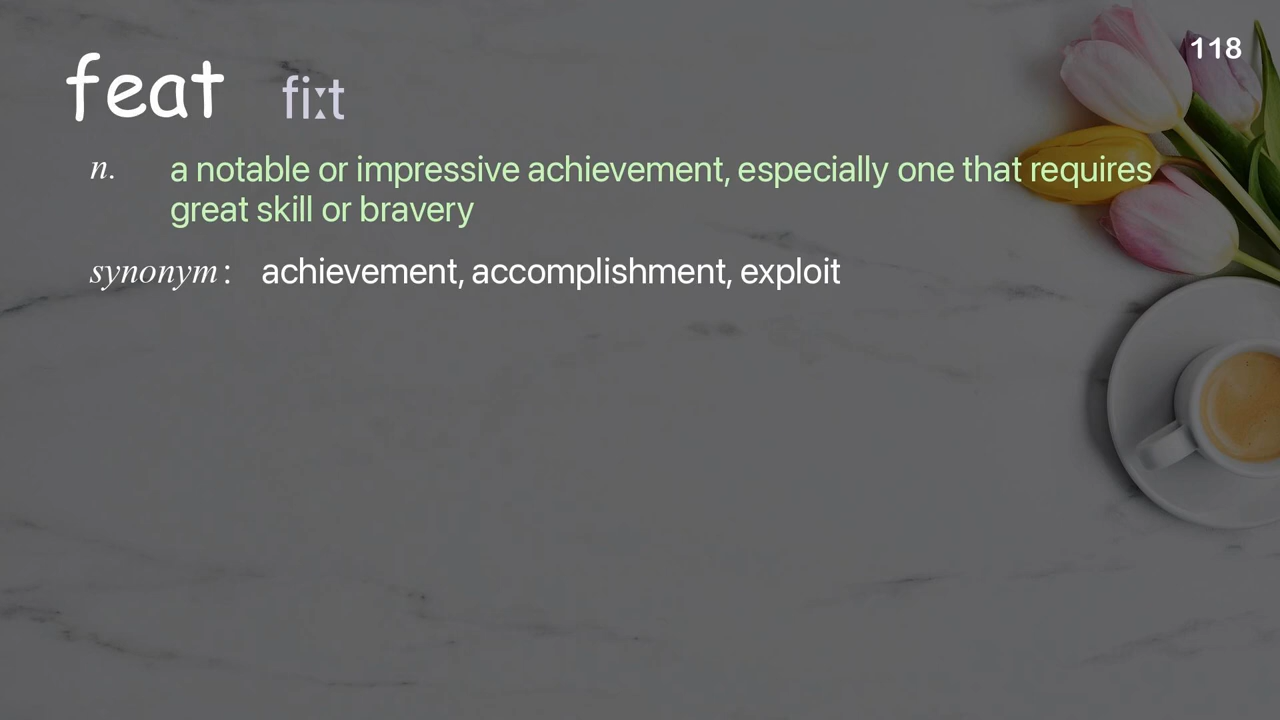 118
feat fiːt
n. a notable or impressive achievement, especially one that requires
great skill or bravery
synonym : achievement, accomplishment, exploit